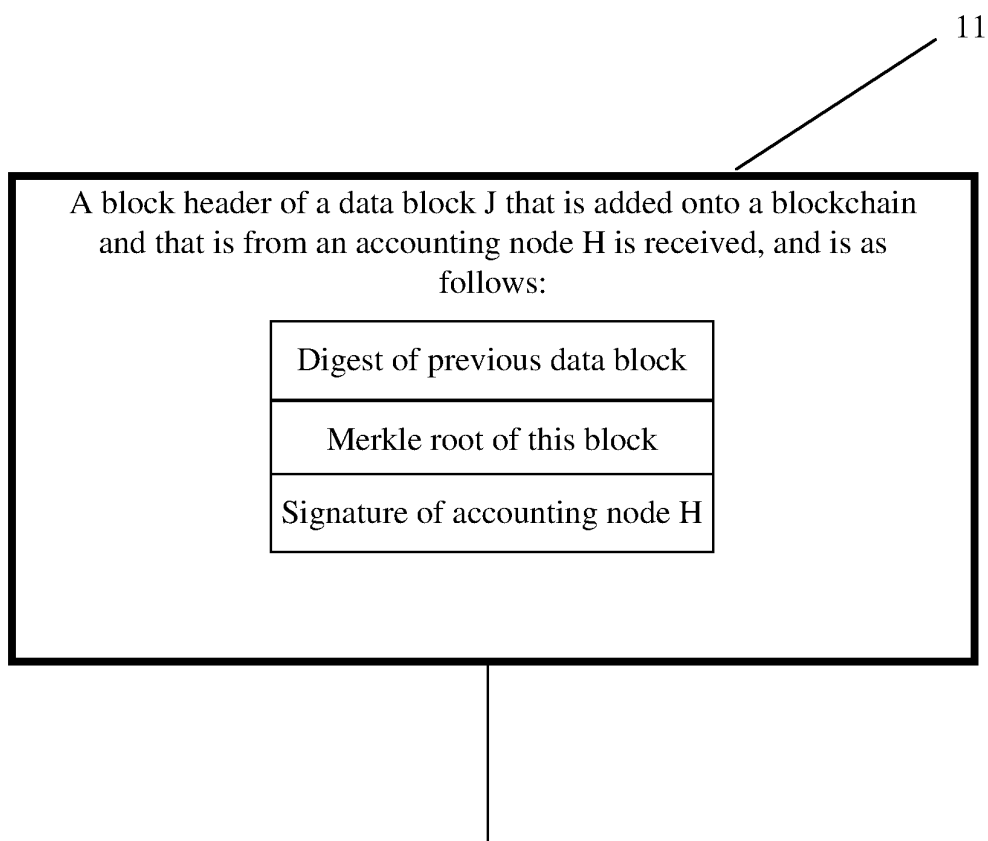 11
A block header of a data block J that is added onto a blockchain
and that is from an accounting node H is received, and is as
follows:
Digest of previous data block
Merkle root of this block
Signature of accounting node H